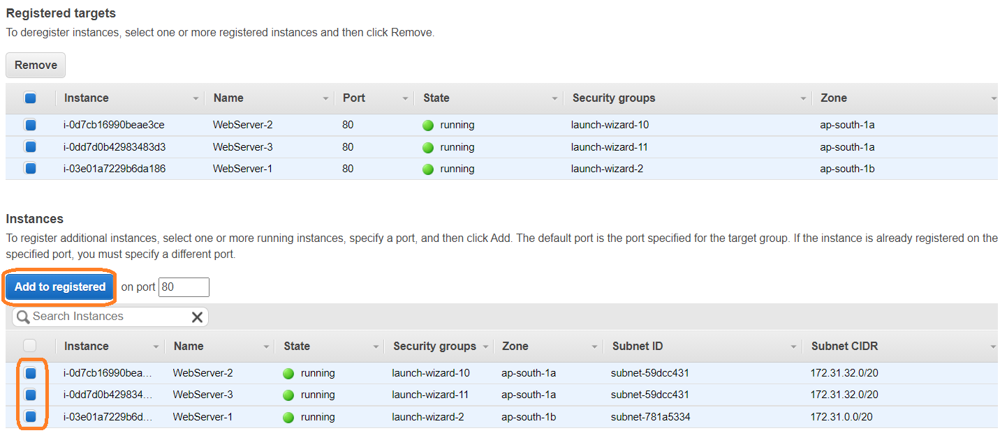 Registered targets
To deregister instances, select one or more registered instances and then click Remove.
Remove
Instance Name Port State Security groups Zone
i-0d7cb16990beae3ce WebServer-2 80 running launch-wizard-10 ap-south-1a
i-0dd7d0b42983483d3 WebServer-3 80 running launch-wizard-11 ap-south-1a
i-03e01a7229b6da186 WebServer-1 80 running launch-wizard-2 ap-south-1b
Instances
To register additional instances, select one or more running instances, specify a port, and then click Add. The default port is the port specified for the target group. If the instance is already registered on the
specified port, you must specify a different port.
Add to registered on port 80
Search Instances
Instance Name State Security groups Zone Subnet ID Subnet CIDR
i-0d7cb16990bea… WebServer-2 running launch-wizard-10 ap-south-1a subnet-59dcc431 172.31.32.0/20
i-0dd7d0b429834… WebServer-3 running launch-wizard-11 ap-south-1a subnet-59dcc431 172.31.32.0/20
i-03e01a7229b6d… WebServer-1 running launch-wizard-2 ap-south-1b subnet-781a5334 172.31.0.0/20